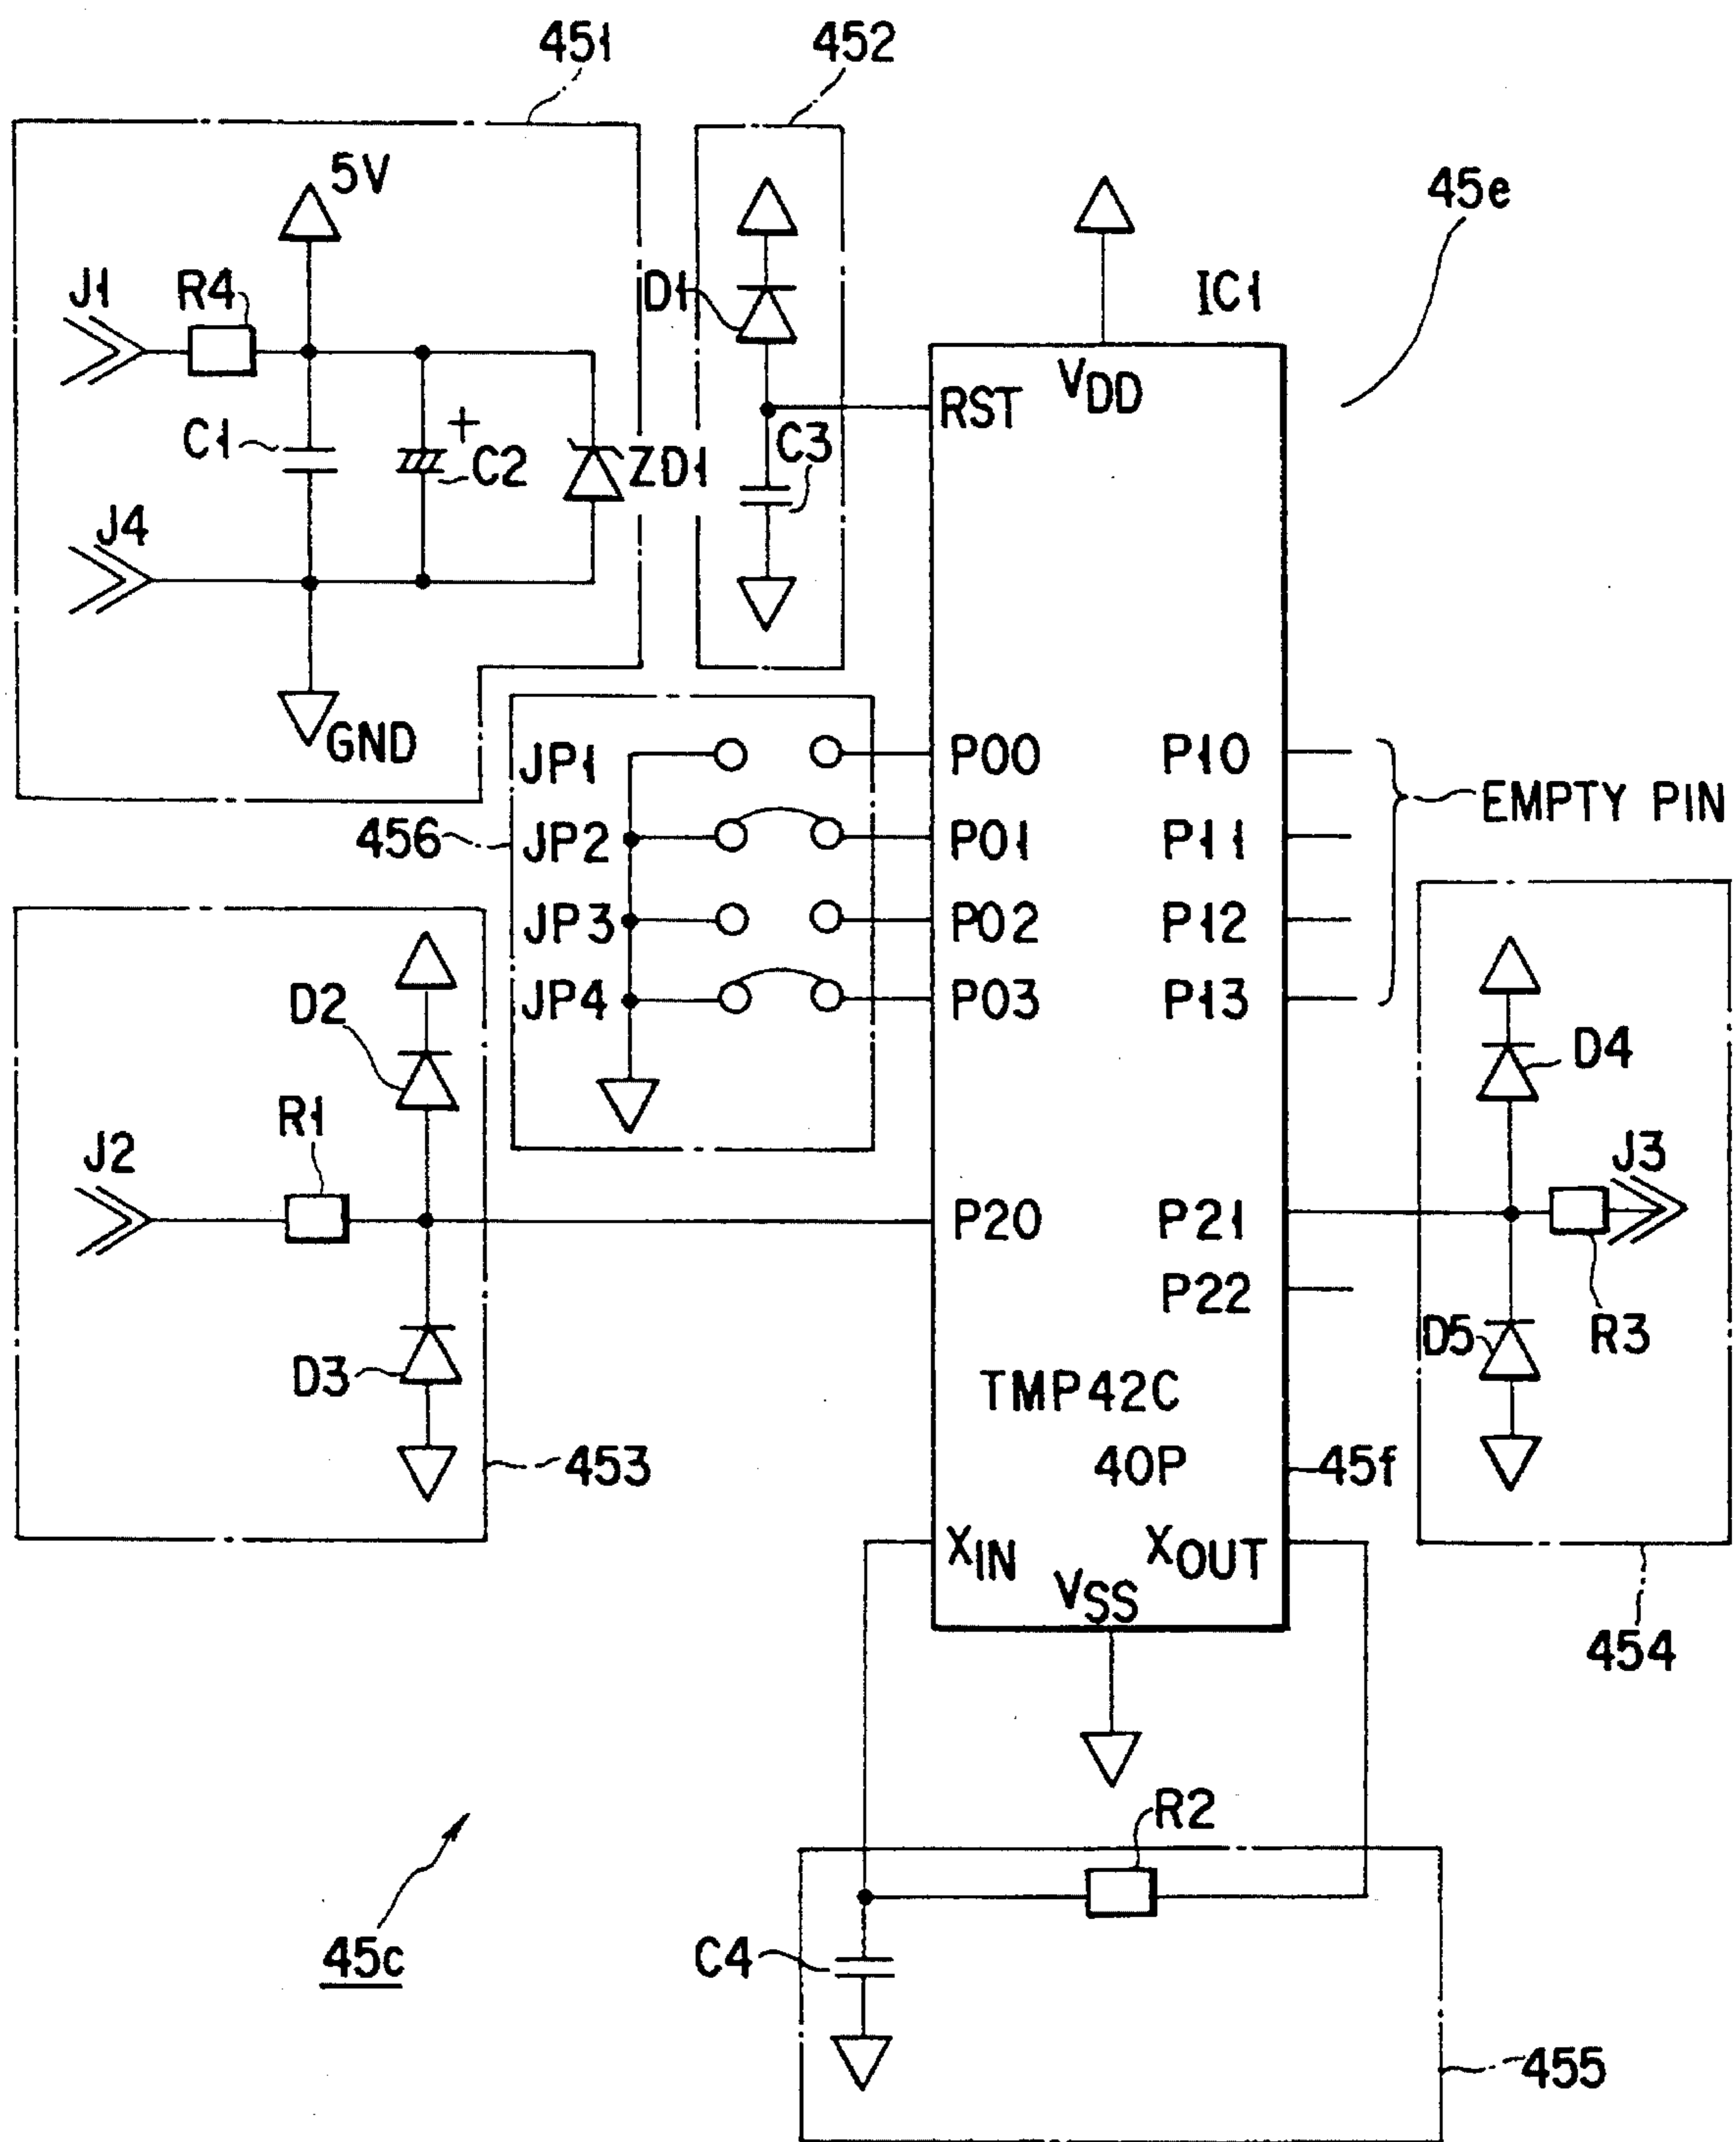 451
452
5V
45e
J1
R4
D1
IC1
VDD
RST
C1
+
C2
ZD1
C3
J4
GND
JP1
P00
P10
EMPTY PIN
456
JP2
P01
P11
JP3
P02
P12
D2
JP4
P03
P13
D4
R1
J2
J3
P20
P21
P22
D3
D5
R3
TMP42C
453
40P
45f
XIN
XOUT
VSS
454
R2
45c
C4
455